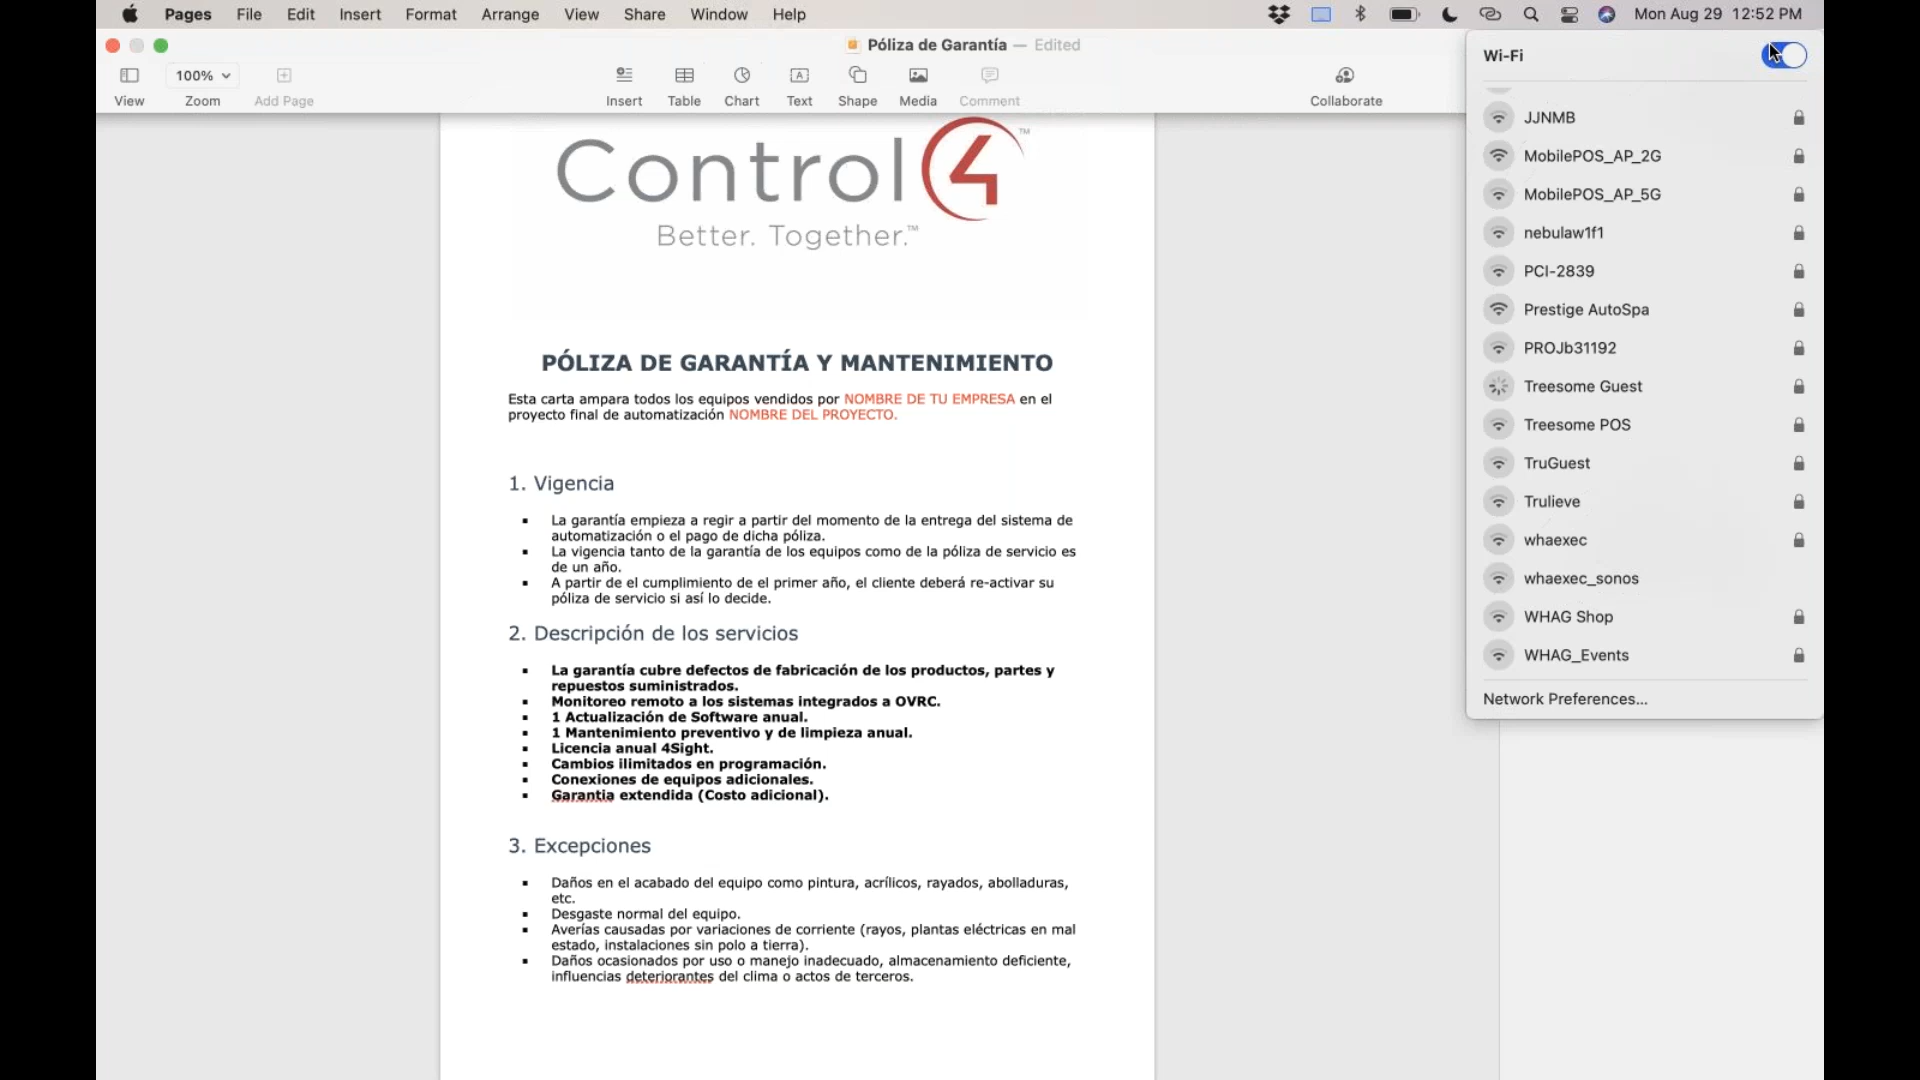 Pages File Edit Insert Format Arrange View Share Window Help Mon Aug 29 12:52 PM
Póliza de Garantía — Edited
100%
View Zoom Add Page Insert Table Chart Text Shape Media Comment Collaborate
Control4™
Better. Together.™
PÓLIZA DE GARANTÍA Y MANTENIMIENTO
Esta carta ampara todos los equipos vendidos por NOMBRE DE TU EMPRESA en el
proyecto final de automatización NOMBRE DEL PROYECTO.
1. Vigencia
▪ La garantía empieza a regir a partir del momento de la entrega del sistema de
automatización o el pago de dicha póliza.
▪ La vigencia tanto de la garantía de los equipos como de la póliza de servicio es
de un año.
▪ A partir de el cumplimiento de el primer año, el cliente deberá re-activar su
póliza de servicio si así lo decide.
2. Descripción de los servicios
▪ La garantía cubre defectos de fabricación de los productos, partes y
repuestos suministrados.
▪ Monitoreo remoto a los sistemas integrados a OVRC.
▪ 1 Actualización de Software anual.
▪ 1 Mantenimiento preventivo y de limpieza anual.
▪ Licencia anual 4Sight.
▪ Cambios ilimitados en programación.
▪ Conexiones de equipos adicionales.
▪ Garantia extendida (Costo adicional).
3. Excepciones
▪ Daños en el acabado del equipo como pintura, acrílicos, rayados, abolladuras,
etc.
▪ Desgaste normal del equipo.
▪ Averías causadas por variaciones de corriente (rayos, plantas eléctricas en mal
estado, instalaciones sin polo a tierra).
▪ Daños ocasionados por uso o manejo inadecuado, almacenamiento deficiente,
influencias deteriorantes del clima o actos de terceros.
Wi-Fi
JJNMB
MobilePOS_AP_2G
MobilePOS_AP_5G
nebulaw1f1
PCI-2839
Prestige AutoSpa
PROJb31192
Treesome Guest
Treesome POS
TruGuest
Trulieve
whaexec
whaexec_sonos
WHAG Shop
WHAG_Events
Network Preferences...